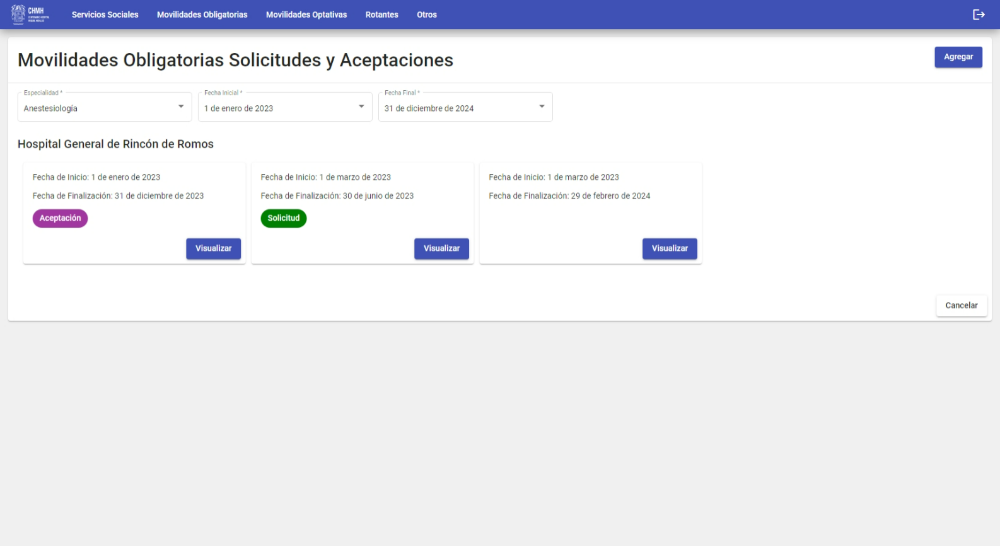 CHMH
Servicios Sociales
Movilidades Obligatorias
Movilidades Optativas
Rotantes
Otros
Movilidades Obligatorias Solicitudes y Aceptaciones
Agregar
Especialidad *
Anestesiología
Fecha Inicial *
1 de enero de 2023
Fecha Final *
31 de diciembre de 2024
Hospital General de Rincón de Romos
Fecha de Inicio: 1 de enero de 2023
Fecha de Finalización: 31 de diciembre de 2023
Aceptación
Visualizar
Fecha de Inicio: 1 de marzo de 2023
Fecha de Finalización: 30 de junio de 2023
Solicitud
Visualizar
Fecha de Inicio: 1 de marzo de 2023
Fecha de Finalización: 29 de febrero de 2024
Visualizar
Cancelar